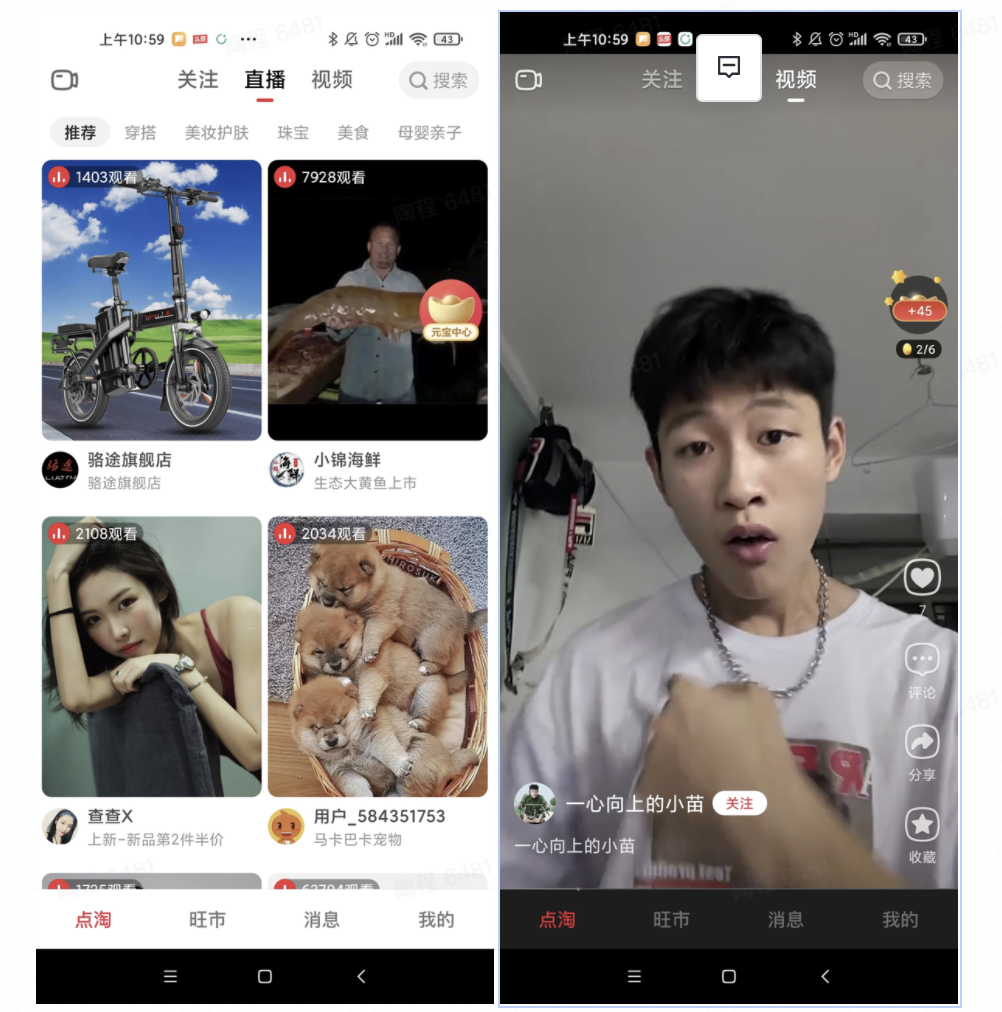 上午10:59
43
关注 直播 视频 搜索
推荐 穿搭 美妆护肤 珠宝 美食 母婴亲子
1403观看
7928观看
元宝中心
骆途旗舰店
骆途旗舰店
小锦海鲜
生态大黄鱼上市
2108观看
2034观看
HIROSUKE
查查X
上新-新品第2件半价
用户_584351753
马卡巴卡宠物
点淘 旺市 消息 我的
上午10:59
43
关注 视频 搜索
+45
2/6
7
评论
分享
收藏
一心向上的小苗 关注
一心向上的小苗
点淘 旺市 消息 我的
陶程 6481